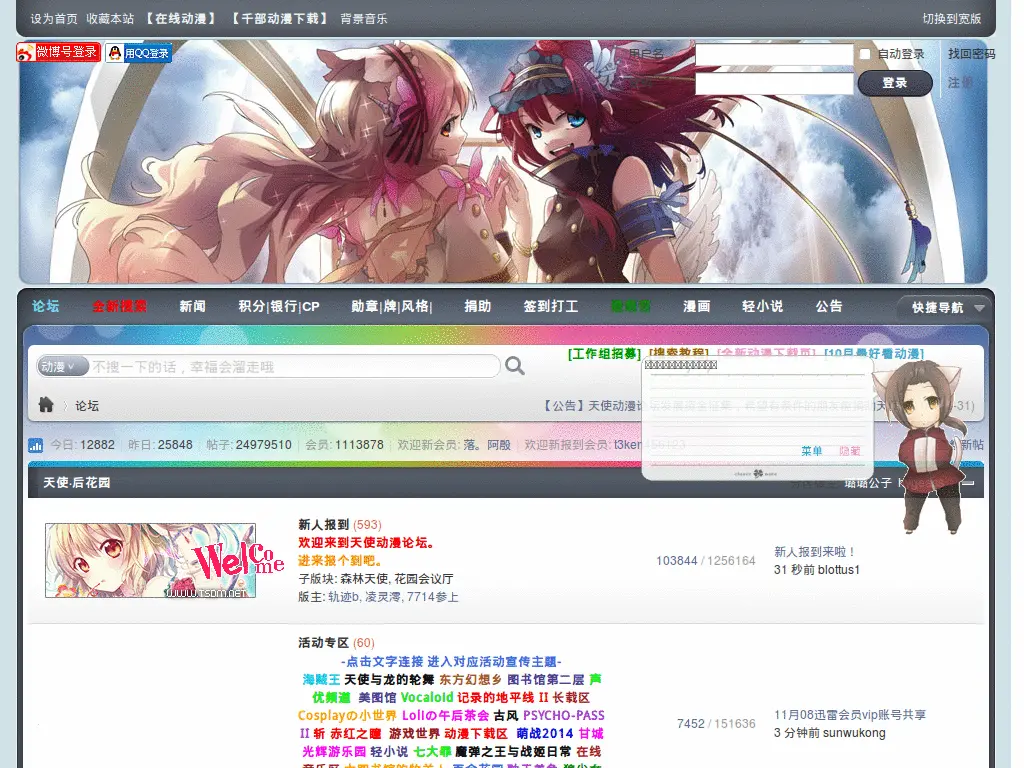 设为首页 收藏本站 【在线动漫】 【千部动漫下载】 背景音乐 切换到宽版
微博号登录 用QQ登录 用户名 自动登录 找回密码
登录 注册
论坛 全新搜索 新闻 积分|银行|CP 勋章|牌|风格| 捐助 签到打工 漫画 轻小说 公告 快捷导航
[工作组招募] [搜索教程] [全新动漫下载页] [10月最好看动漫]
动漫 不搜一下的话，幸福会溜走哦
论坛 【公告】天使动漫论
今日: 12882 昨日: 25848 帖子: 24979510 会员: 1113878 欢迎新会员: 落。阿殷 欢迎新报到会员: t3ken 新帖
菜单 隐藏
天使·后花园 璐璐公子
新人报到 (593)
欢迎来到天使动漫论坛。
进来报个到吧。
子版块: 森林天使, 花园会议厅
版主: 轨迹b, 凌灵澪, 7714参上
Welcome
WWW.TSDM.NET
103844 / 1256164
新人报到来啦！
31 秒前 blottus1
活动专区 (60)
-点击文字连接 进入对应活动宣传主题-
海贼王 天使与龙的轮舞 东方幻想乡 图书馆第二层 声
优频道 美图馆 Vocaloid 记录的地平线 II 长载区
Cosplayの小世界 Loliの午后茶会 古风 PSYCHO-PASS
II 斩 赤红之瞳 游戏世界 动漫下载区 萌战2014 甘城
光辉游乐园 轻小说 七大罪 魔弹之王与战姬日常 在线
7452 / 151636
11月08迅雷会员vip账号共享
3 分钟前 sunwukong